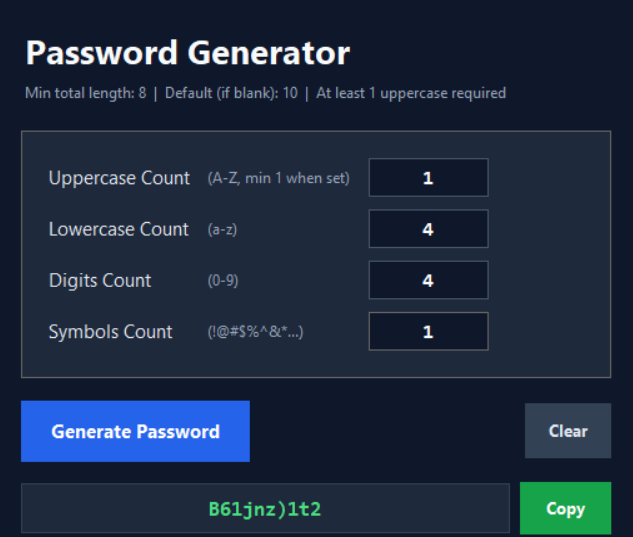 Password Generator
Min total length: 8 | Default (if blank): 10 | At least 1 uppercase required
Uppercase Count (A-Z, min 1 when set) 1
Lowercase Count (a-z) 4
Digits Count (0-9) 4
Symbols Count (!@#$%^&*...) 1
Generate Password Clear
B61jnz)1t2 Copy